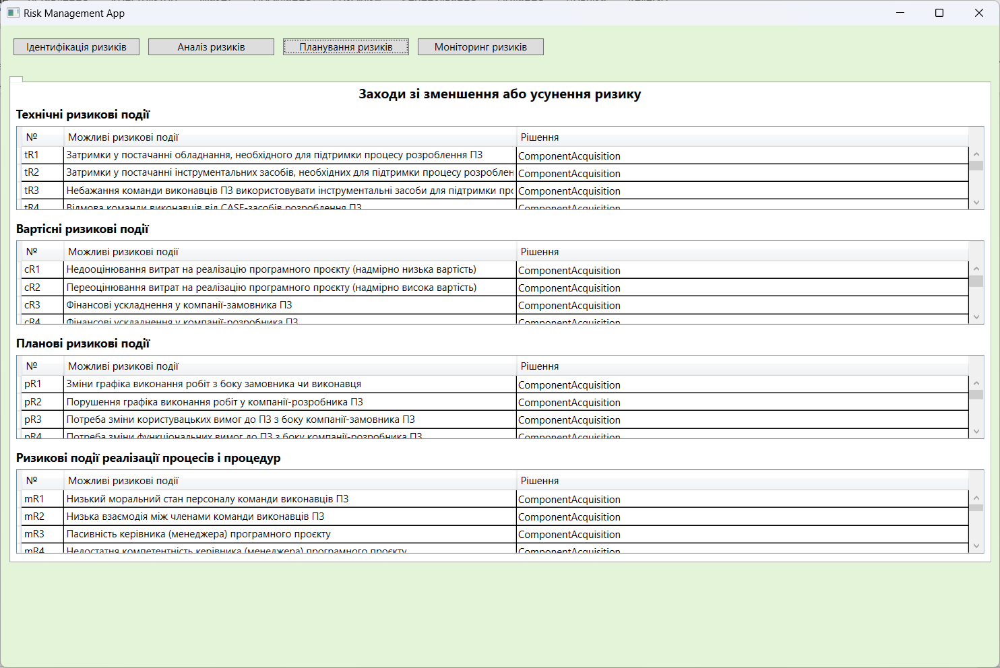 Risk Management App
Ідентифікація ризиків Аналіз ризиків Планування ризиків Моніторинг ризиків
Заходи зі зменшення або усунення ризику
Технічні ризикові події
№ Можливі ризикові події Рішення
tR1 Затримки у постачанні обладнання, необхідного для підтримки процесу розроблення ПЗ ComponentAcquisition
tR2 Затримки у постачанні інструментальних засобів, необхідних для підтримки процесу розроблен ComponentAcquisition
tR3 Небажання команди виконавців ПЗ використовувати інструментальні засоби для підтримки про ComponentAcquisition
tR4 Відмова команди виконавців від CASE-засобів розроблення ПЗ ComponentAcquisition
Вартісні ризикові події
№ Можливі ризикові події Рішення
cR1 Недооцінювання витрат на реалізацію програмного проєкту (надмірно низька вартість) ComponentAcquisition
cR2 Переоцінювання витрат на реалізацію програмного проєкту (надмірно висока вартість) ComponentAcquisition
cR3 Фінансові ускладнення у компанії-замовника ПЗ ComponentAcquisition
cR4 Фінансові ускладнення у компанії-розробника ПЗ ComponentAcquisition
Планові ризикові події
№ Можливі ризикові події Рішення
pR1 Зміни графіка виконання робіт з боку замовника чи виконавця ComponentAcquisition
pR2 Порушення графіка виконання робіт у компанії-розробника ПЗ ComponentAcquisition
pR3 Потреба зміни користувацьких вимог до ПЗ з боку компанії-замовника ПЗ ComponentAcquisition
pR4 Потреба зміни функціональних вимог до ПЗ з боку компанії-розробника ПЗ ComponentAcquisition
Ризикові події реалізації процесів і процедур
№ Можливі ризикові події Рішення
mR1 Низький моральний стан персоналу команди виконавців ПЗ ComponentAcquisition
mR2 Низька взаємодія між членами команди виконавців ПЗ ComponentAcquisition
mR3 Пасивність керівника (менеджера) програмного проєкту ComponentAcquisition
mR4 Недостатня компетентність керівника (менеджера) програмного проєкту ComponentAcquisition